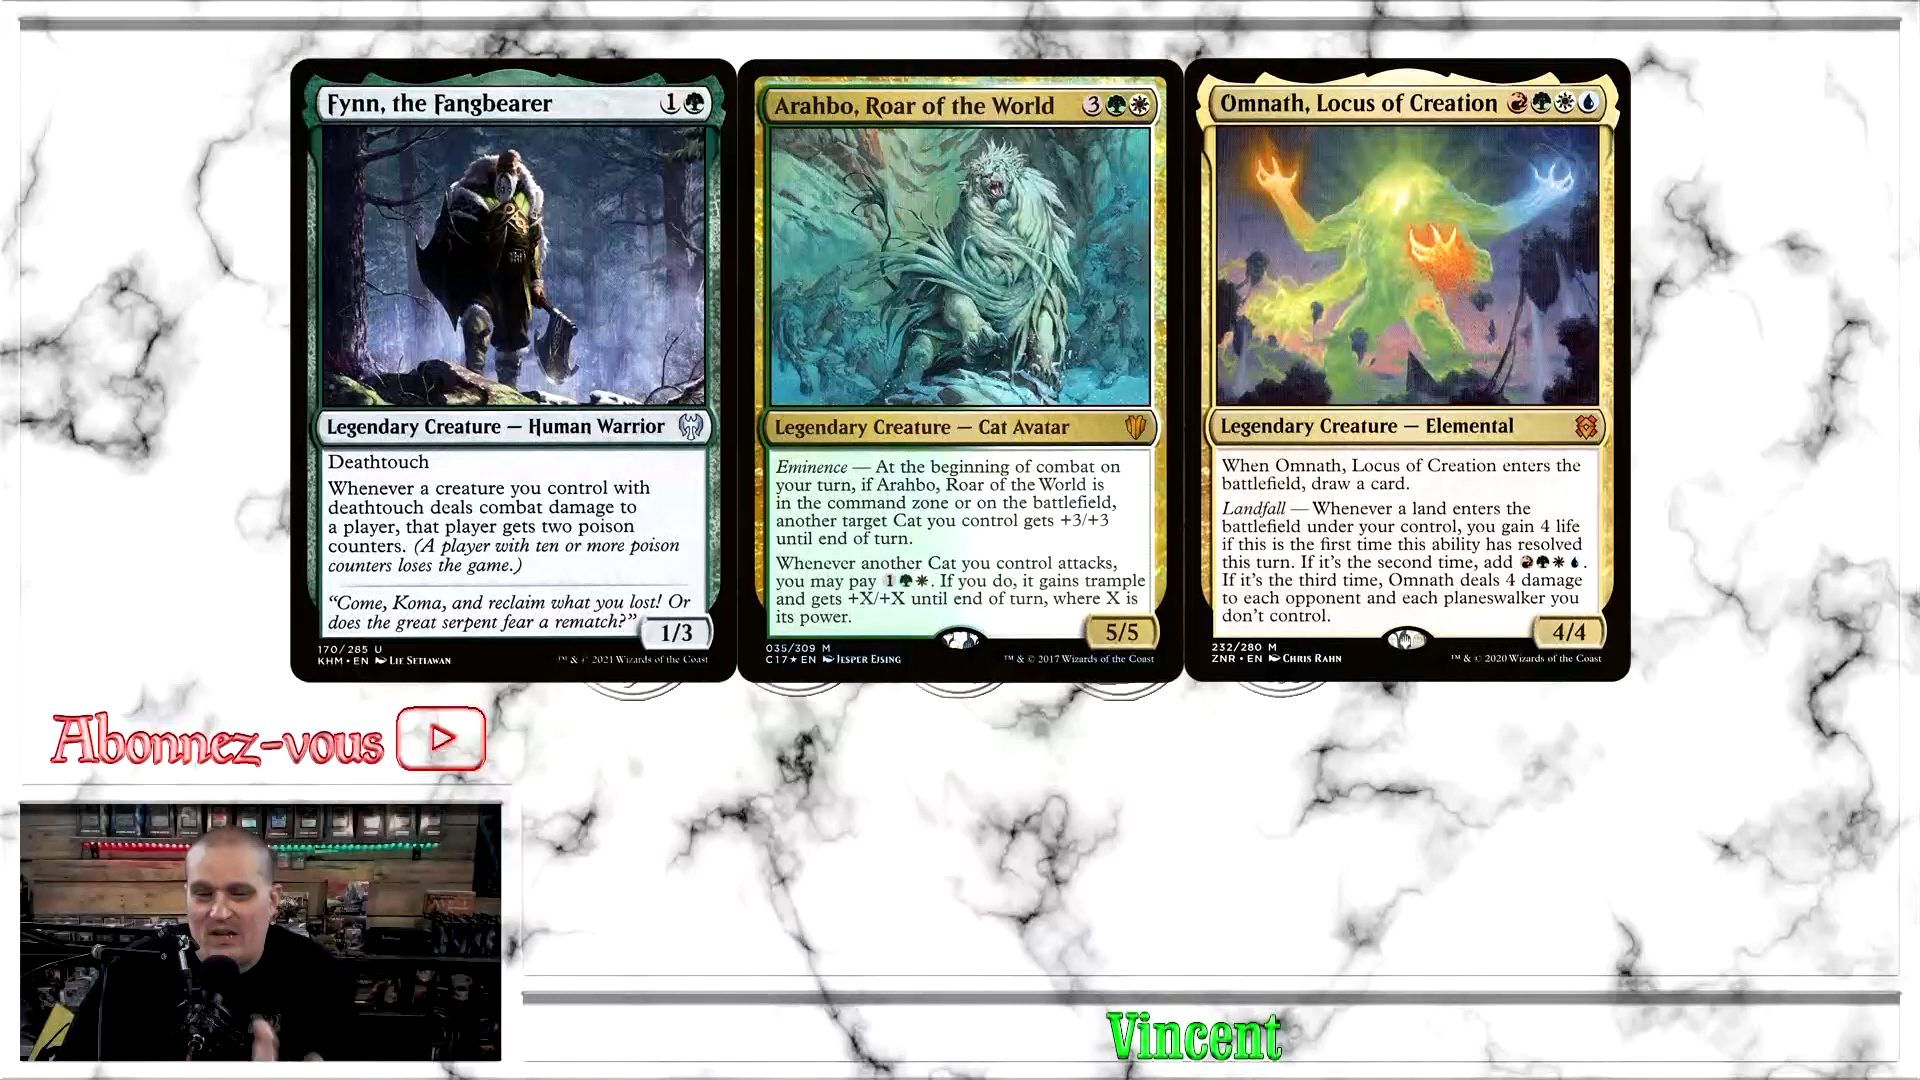 Fynn, the Fangbearer 1
Legendary Creature — Human Warrior
Deathtouch
Whenever a creature you control with
deathtouch deals combat damage to
a player, that player gets two poison
counters. (A player with ten or more poison
counters loses the game.)
“Come, Koma, and reclaim what you lost! Or
does the great serpent fear a rematch?”
1/3
170/285 U
KHM • EN Lie Setiawan
™ & © 2021 Wizards of the Coast
Arahbo, Roar of the World 3
Legendary Creature — Cat Avatar
Eminence — At the beginning of combat on
your turn, if Arahbo, Roar of the World is
in the command zone or on the battlefield,
another target Cat you control gets +3/+3
until end of turn.
Whenever another Cat you control attacks,
you may pay 1. If you do, it gains trample
and gets +X/+X until end of turn, where X is
its power.
5/5
035/309 M
C17★EN Jesper Ejsing
™ & © 2017 Wizards of the Coast
Omnath, Locus of Creation
Legendary Creature — Elemental
When Omnath, Locus of Creation enters the
battlefield, draw a card.
Landfall — Whenever a land enters the
battlefield under your control, you gain 4 life
if this is the first time this ability has resolved
this turn. If it's the second time, add .
If it's the third time, Omnath deals 4 damage
to each opponent and each planeswalker you
don't control.
4/4
232/280 M
ZNR • EN Chris Rahn
™ & © 2020 Wizards of the Coast
Abonnez-vous
Vincent